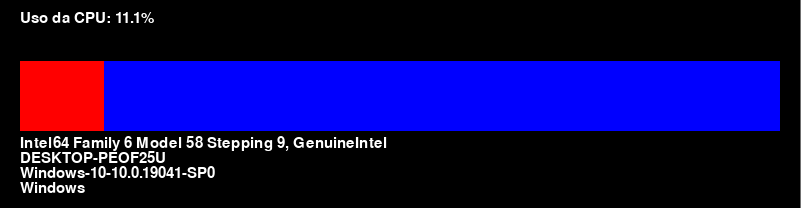 Uso da CPU: 11.1%
Intel64 Family 6 Model 58 Stepping 9, GenuineIntel
DESKTOP-PEOF25U
Windows-10-10.0.19041-SP0
Windows